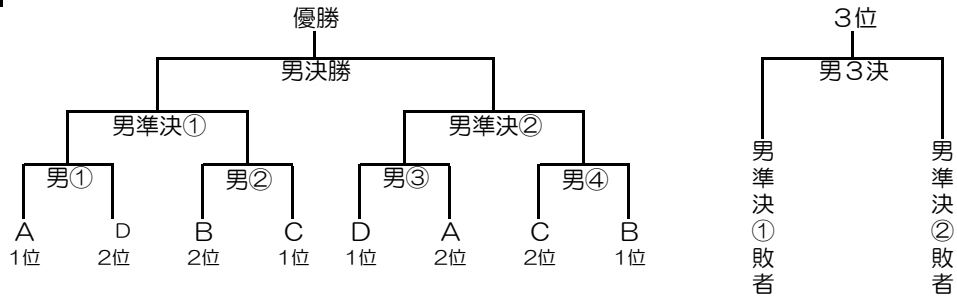 優勝
男決勝
男準決①
男準決②
男①
男②
男③
男④
A
D
B
C
D
A
C
B
1位
2位
2位
1位
1位
2位
2位
1位
3位
男3決
男準決①敗者
男準決②敗者